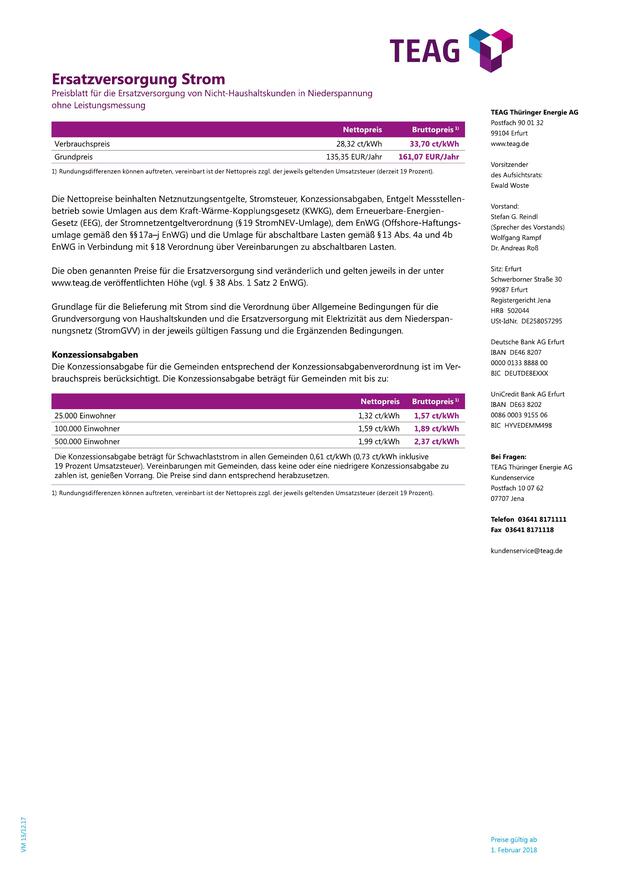 TEAG
Ersatzversorgung Strom
Preisblatt für die Ersatzversorgung von Nicht-Haushaltskunden in Niederspannung
ohne Leistungsmessung
Nettopreis Bruttopreis 1)
Verbrauchspreis 28,32 ct/kWh 33,70 ct/kWh
Grundpreis 135,35 EUR/Jahr 161,07 EUR/Jahr
1) Rundungsdifferenzen können auftreten, vereinbart ist der Nettopreis zzgl. der jeweils geltenden Umsatzsteuer (derzeit 19 Prozent).
Die Nettopreise beinhalten Netznutzungsentgelte, Stromsteuer, Konzessionsabgaben, Entgelt Messstellen-
betrieb sowie Umlagen aus dem Kraft-Wärme-Kopplungsgesetz (KWKG), dem Erneuerbare-Energien-
Gesetz (EEG), der Stromnetzentgeltverordnung (§19 StromNEV-Umlage), dem EnWG (Offshore-Haftungs-
umlage gemäß den §§17a–j EnWG) und die Umlage für abschaltbare Lasten gemäß §13 Abs. 4a und 4b
EnWG in Verbindung mit §18 Verordnung über Vereinbarungen zu abschaltbaren Lasten.
Die oben genannten Preise für die Ersatzversorgung sind veränderlich und gelten jeweils in der unter
www.teag.de veröffentlichten Höhe (vgl. § 38 Abs. 1 Satz 2 EnWG).
Grundlage für die Belieferung mit Strom sind die Verordnung über Allgemeine Bedingungen für die
Grundversorgung von Haushaltskunden und die Ersatzversorgung mit Elektrizität aus dem Niederspan-
nungsnetz (StromGVV) in der jeweils gültigen Fassung und die Ergänzenden Bedingungen.
Konzessionsabgaben
Die Konzessionsabgabe für die Gemeinden entsprechend der Konzessionsabgabenverordnung ist im Ver-
brauchspreis berücksichtigt. Die Konzessionsabgabe beträgt für Gemeinden mit bis zu:
Nettopreis Bruttopreis 1)
25.000 Einwohner 1,32 ct/kWh 1,57 ct/kWh
100.000 Einwohner 1,59 ct/kWh 1,89 ct/kWh
500.000 Einwohner 1,99 ct/kWh 2,37 ct/kWh
Die Konzessionsabgabe beträgt für Schwachlaststrom in allen Gemeinden 0,61 ct/kWh (0,73 ct/kWh inklusive
19 Prozent Umsatzsteuer). Vereinbarungen mit Gemeinden, dass keine oder eine niedrigere Konzessionsabgabe zu
zahlen ist, genießen Vorrang. Die Preise sind dann entsprechend herabzusetzen.
1) Rundungsdifferenzen können auftreten, vereinbart ist der Nettopreis zzgl. der jeweils geltenden Umsatzsteuer (derzeit 19 Prozent).
TEAG Thüringer Energie AG
Postfach 90 01 32
99104 Erfurt
www.teag.de
Vorsitzender
des Aufsichtsrats:
Ewald Woste
Vorstand:
Stefan G. Reindl
(Sprecher des Vorstands)
Wolfgang Rampf
Dr. Andreas Roß
Sitz: Erfurt
Schwerborner Straße 30
99087 Erfurt
Registergericht Jena
HRB 502044
USt-IdNr. DE258057295
Deutsche Bank AG Erfurt
IBAN DE46 8207
0000 0133 8888 00
BIC DEUTDE8EXXX
UniCredit Bank AG Erfurt
IBAN DE63 8202
0086 0003 9155 06
BIC HYVEDEMM498
Bei Fragen:
TEAG Thüringer Energie AG
Kundenservice
Postfach 10 07 62
07707 Jena
Telefon 03641 8171111
Fax 03641 8171118
kundenservice@teag.de
VM 15/12.17
Preise gültig ab
1. Februar 2018